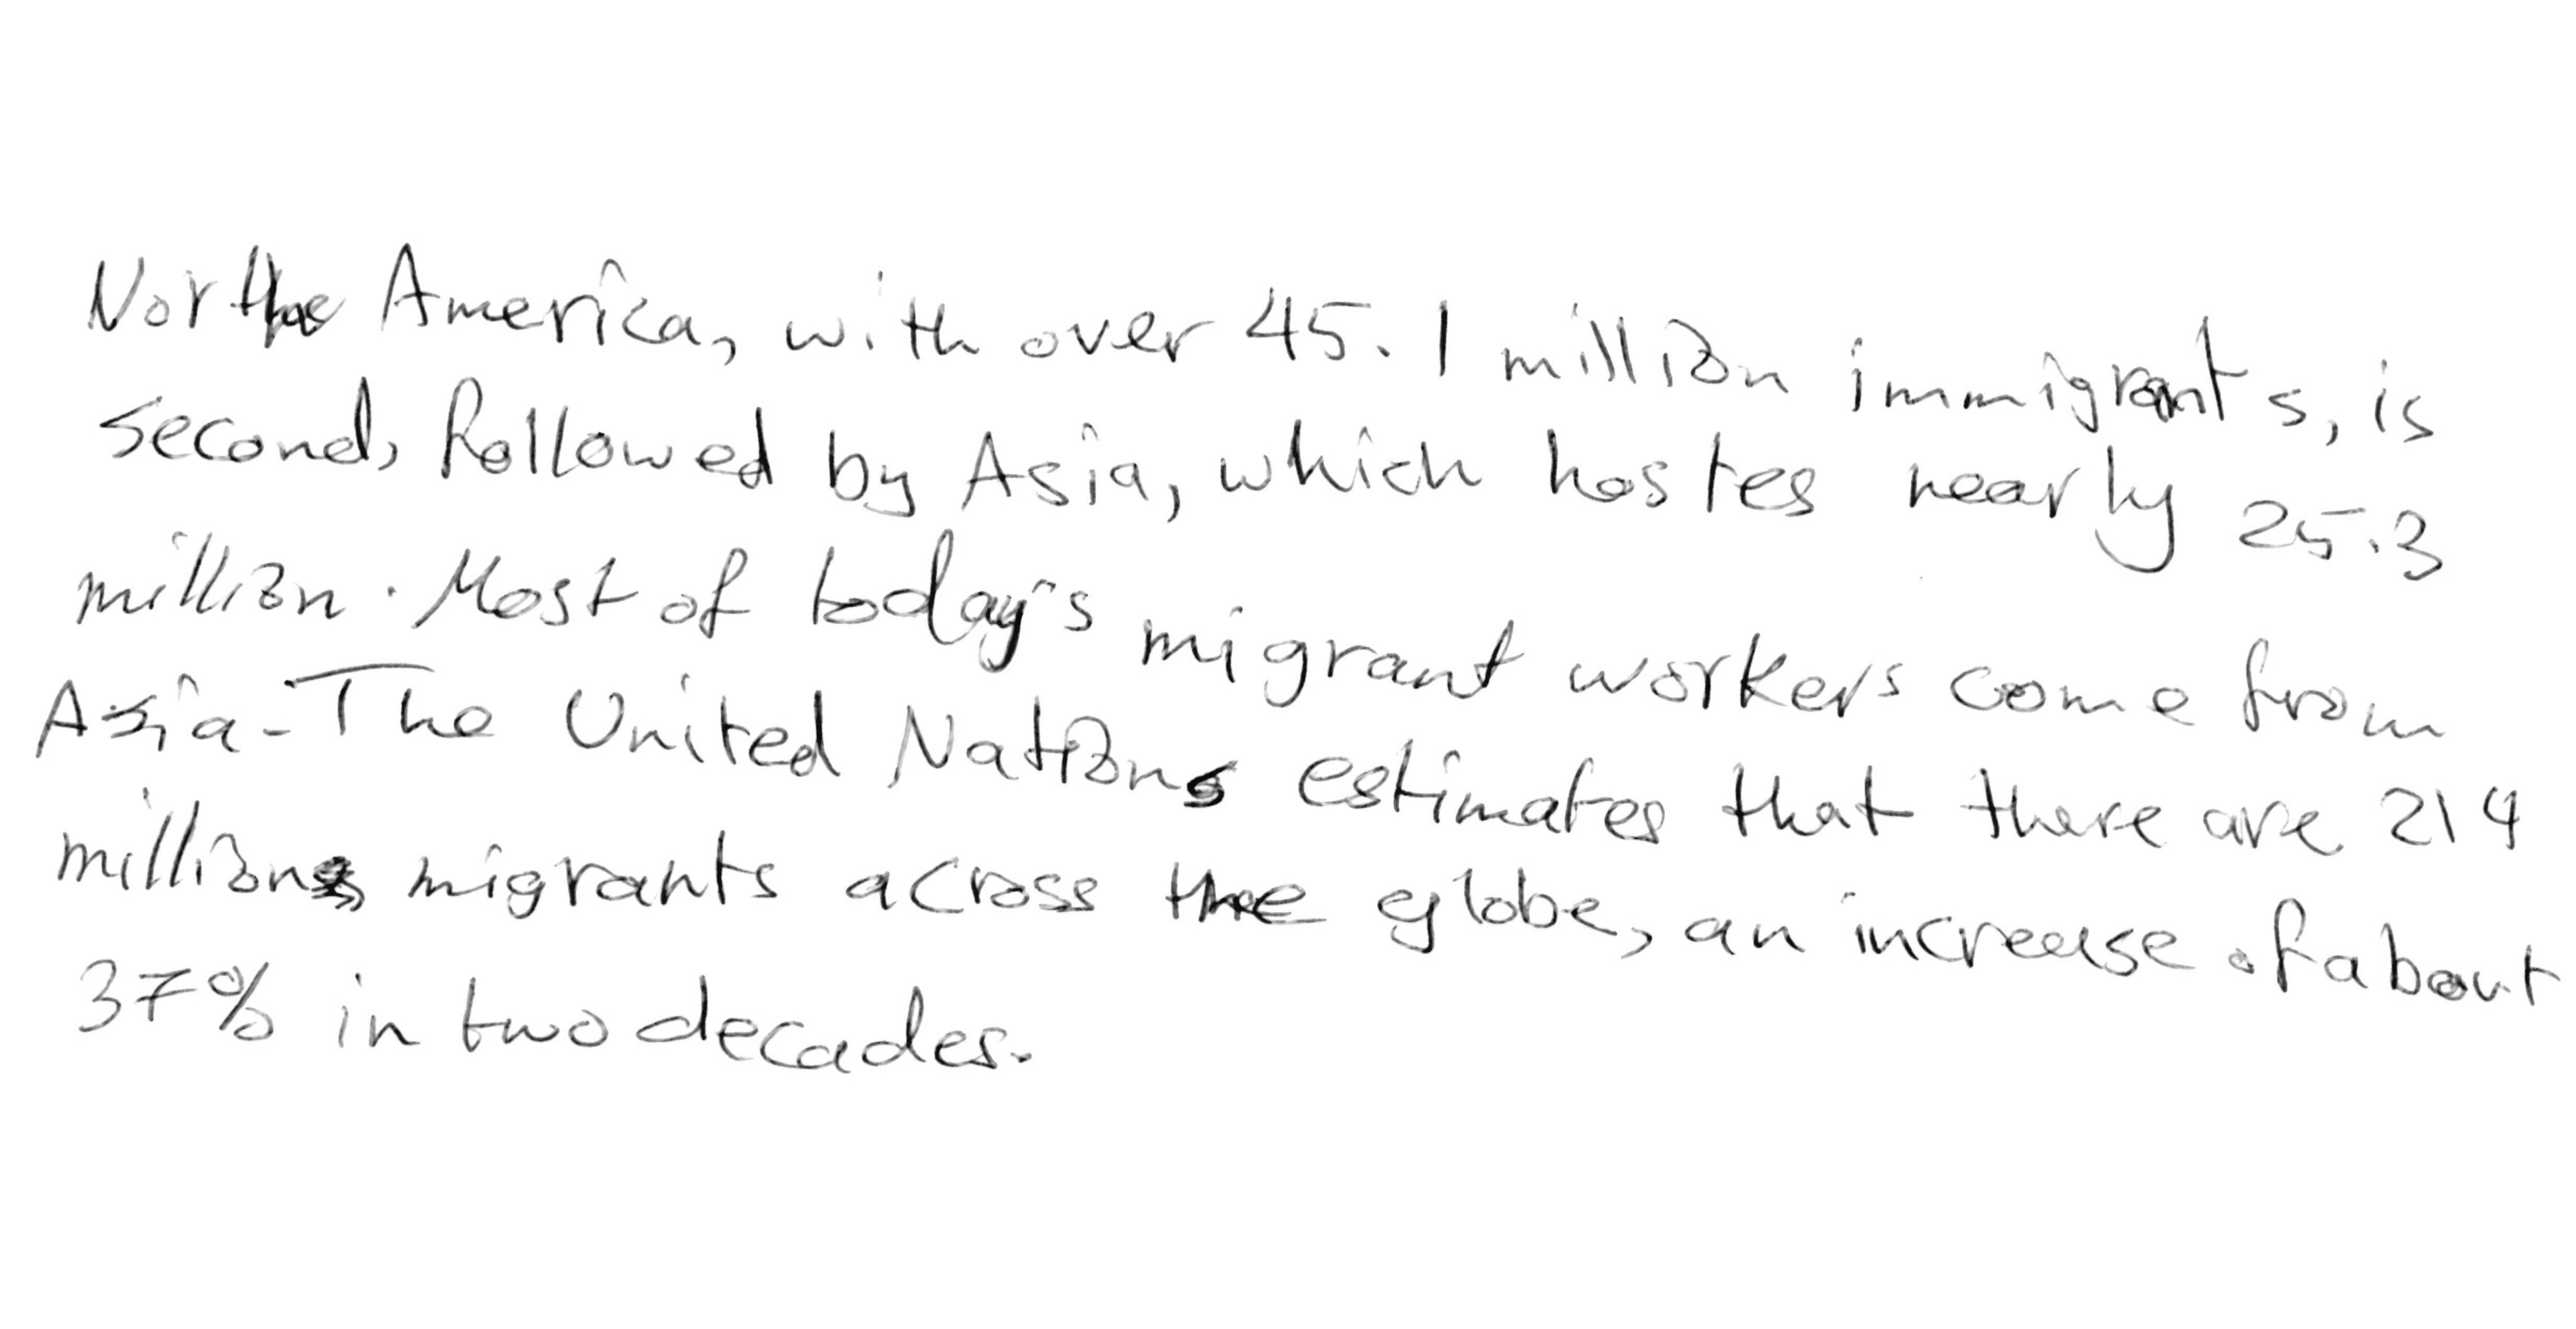 Northe America, with over 45.1 million immigrants, is
second, followed by Asia, which hostes nearly 25.3
million. Most of today's migrant workers come from
Asia. The United Nations estimates that there are 214
millions migrants across the globe, an increase of about
37% in two decades.